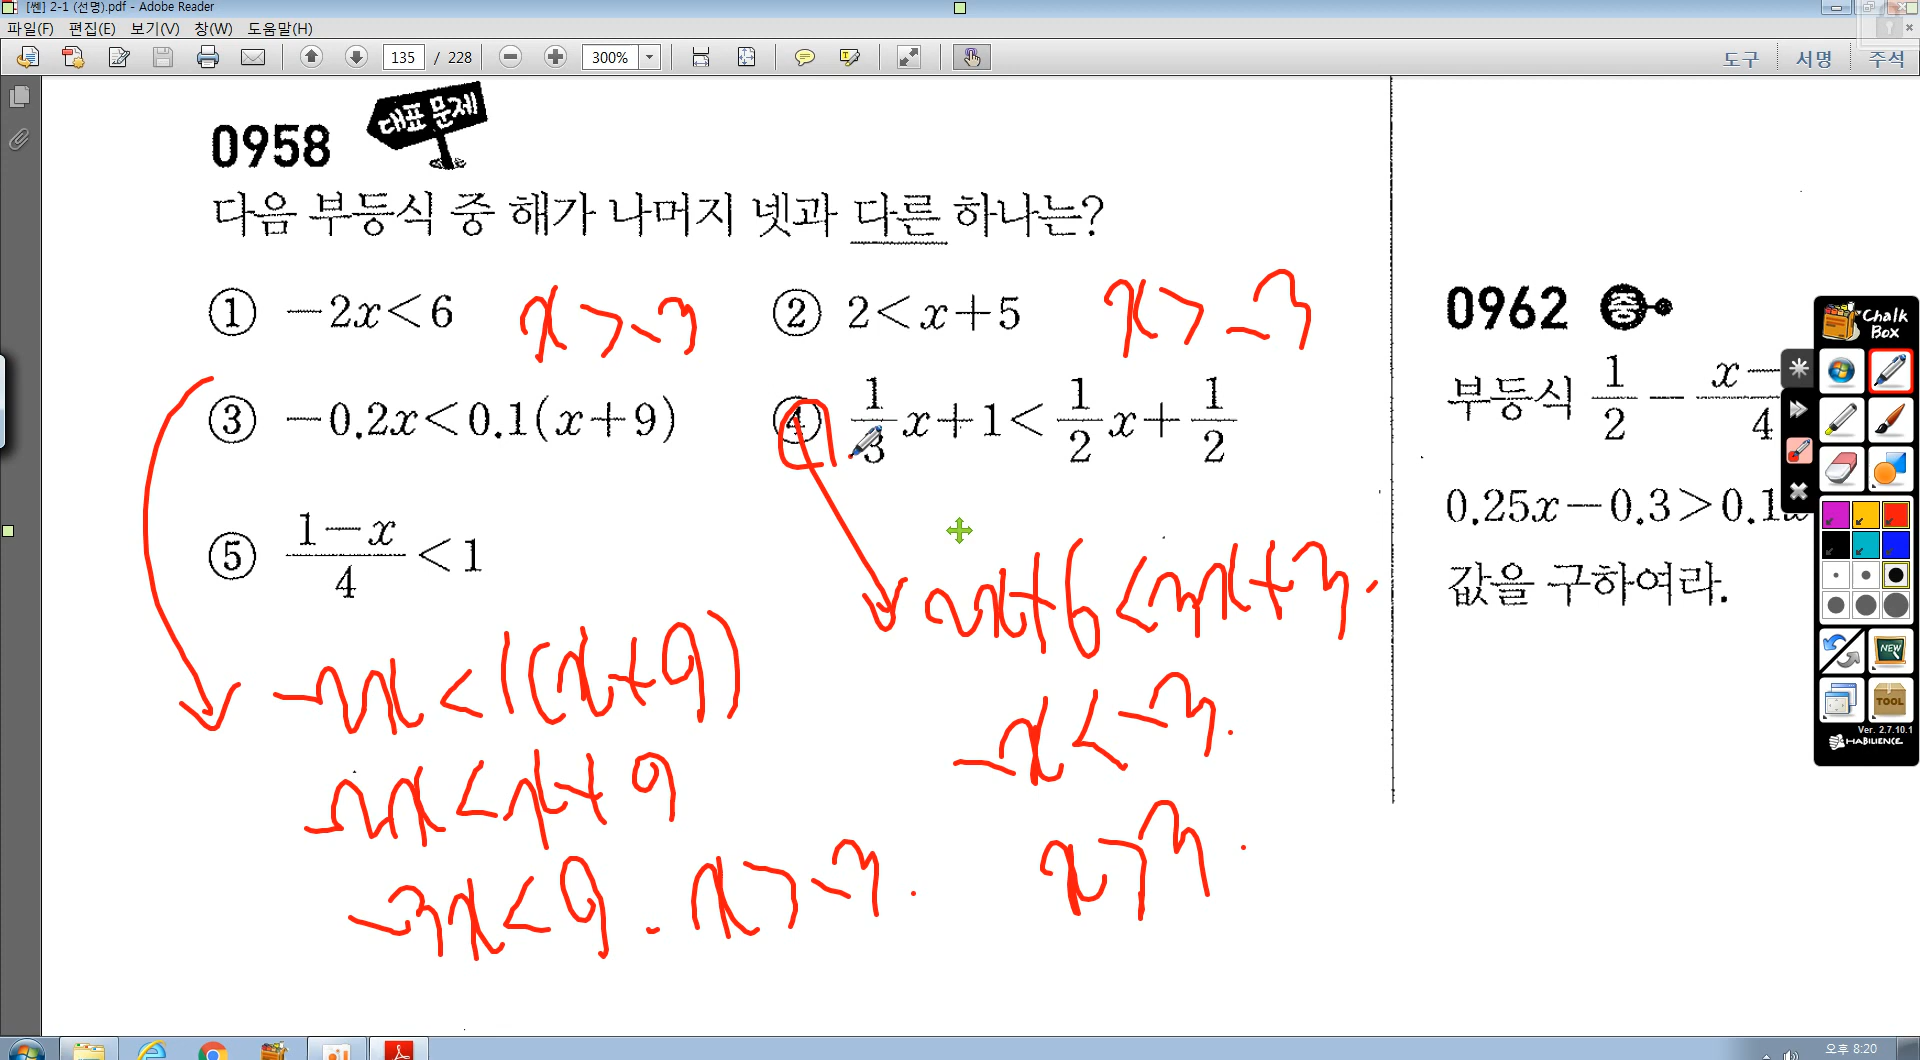 [쎈] 2-1 (선명).pdf - Adobe Reader
파일(F) 편집(E) 보기(V) 창(W) 도움말(H)
135 / 228 300% 도구 서명 주석
0958 대표 문제
다음 부등식 중 해가 나머지 넷과 다른 하나는?
① -2x<6 x>-3 ② 2<x+5 x>-3
③ -0.2x<0.1(x+9) ④ 1/3 x+1<1/2 x+1/2
⑤ (1-x)/4 <1
-2x<1(x+9)
-2x<x+9
-3x<9. x>-3.
2x+6<3x+3.
-x<-3.
x>3.
0962 중
부등식 1/2 - x-/4
0.25x-0.3>0.1
값을 구하여라.
Chalk Box
NEW
TOOL
Ver. 2.7.10.1
HABILIENCE
오후 8:20